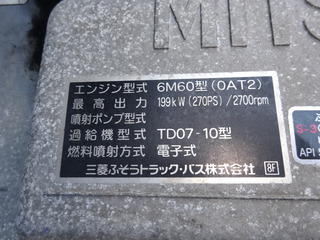 MITS
エンジン型式 6M60型(0AT2)
最高出力 199kW(270PS)/2700rpm
噴射ポンプ型式
過給機型式 TD07-10型
燃料噴射方式 電子式
三菱ふそうトラック・バス株式会社 8F
API